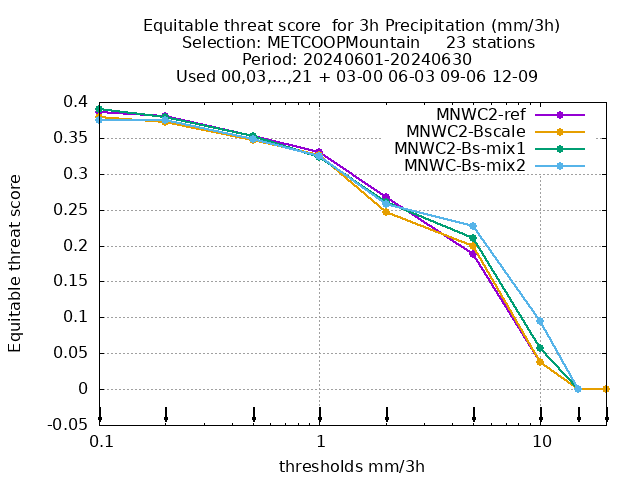 Equitable threat score  for 3h Precipitation (mm/3h)
Selection: METCOOPMountain     23 stations
Period: 20240601-20240630
Used 00,03,...,21 + 03-00 06-03 09-06 12-09
MNWC2-ref
MNWC2-Bscale
MNWC2-Bs-mix1
MNWC-Bs-mix2
0.4
0.35
0.3
0.25
0.2
0.15
0.1
0.05
0
-0.05
Equitable threat score
0.1
1
10
thresholds mm/3h